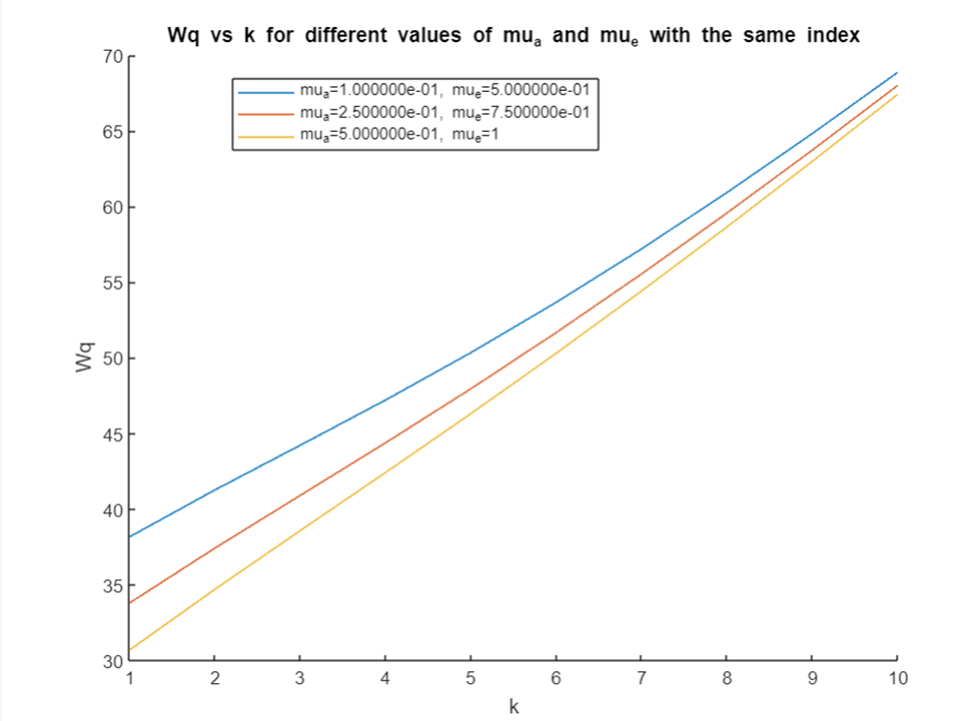 Wq vs k for different values of muₐ and muₑ with the same index
70
65
60
55
50
45
40
35
30
Wq
muₐ=1.000000e-01, muₑ=5.000000e-01
muₐ=2.500000e-01, muₑ=7.500000e-01
muₐ=5.000000e-01, muₑ=1
1 2 3 4 5 6 7 8 9 10
k